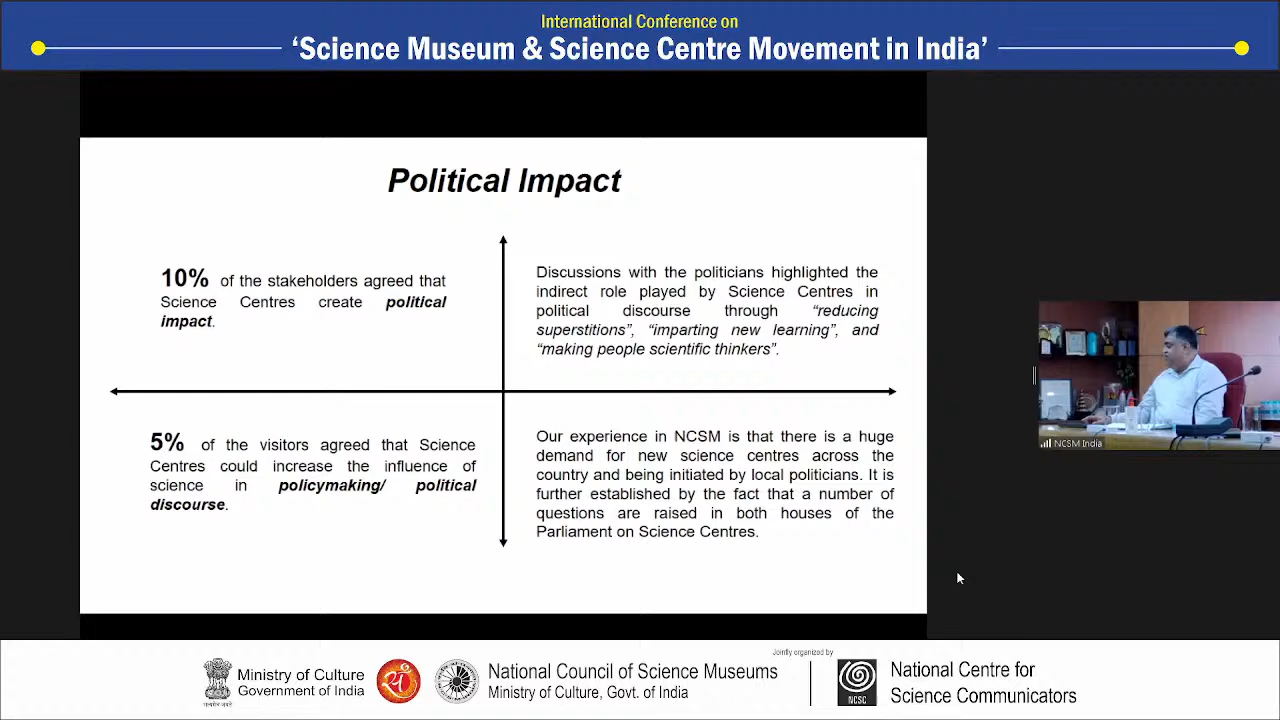 International Conference on
‘Science Museum & Science Centre Movement in India’
Political Impact
10% of the stakeholders agreed that
Science Centres create political
impact.
Discussions with the politicians highlighted the
indirect role played by Science Centres in
political discourse through “reducing
superstitions”, “imparting new learning”, and
“making people scientific thinkers”.
5% of the visitors agreed that Science
Centres could increase the influence of
science in policymaking/ political
discourse.
Our experience in NCSM is that there is a huge
demand for new science centres across the
country and being initiated by local politicians. It is
further established by the fact that a number of
questions are raised in both houses of the
Parliament on Science Centres.
NCSM India
Ministry of Culture
Government of India
सत्यमेव जयते
सं
National Council of Science Museums
Ministry of Culture, Govt. of India
Jointly organized by
NCSC
National Centre for
Science Communicators